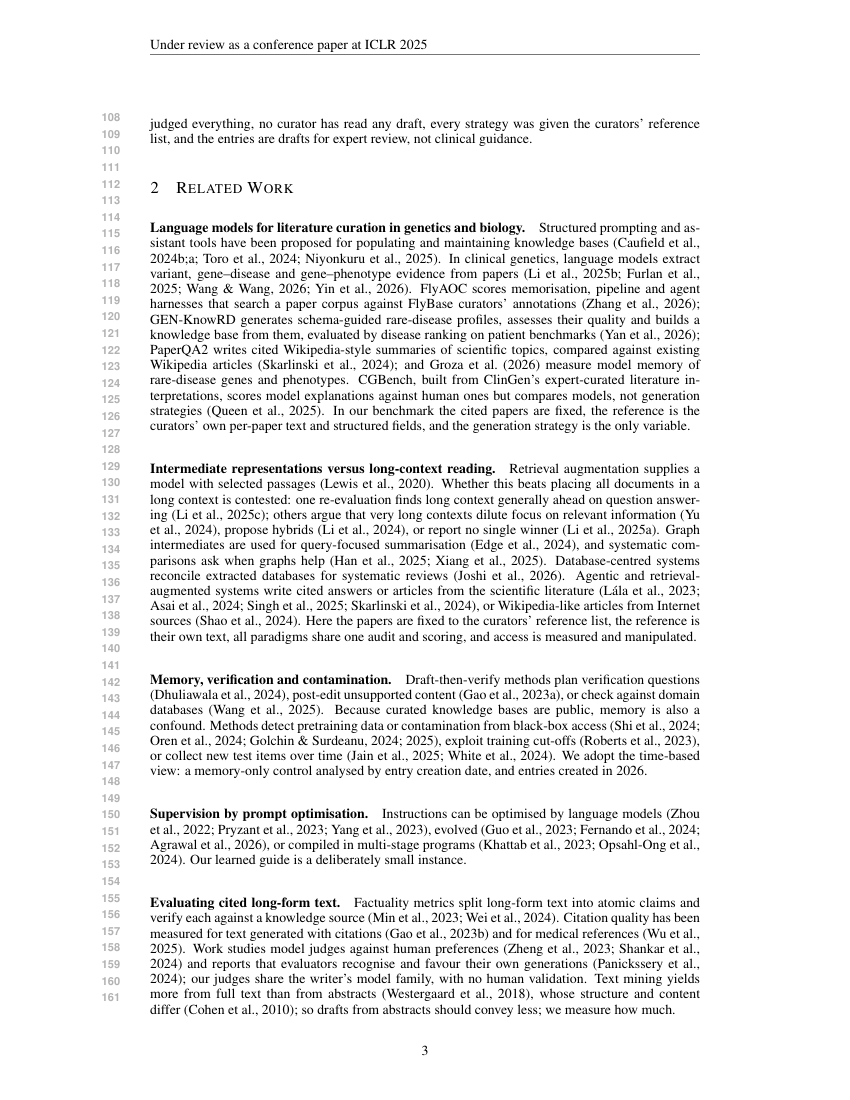 Under review as a conference paper at ICLR 2025
108
109
110
111
112
113
114
115
116
117
118
119
120
121
122
123
124
125
126
127
128
129
130
131
132
133
134
135
136
137
138
139
140
141
142
143
144
145
146
147
148
149
150
151
152
153
154
155
156
157
158
159
160
161
judged everything, no curator has read any draft, every strategy was given the curators' reference
list, and the entries are drafts for expert review, not clinical guidance.
2 RELATED WORK
Language models for literature curation in genetics and biology. Structured prompting and as-
sistant tools have been proposed for populating and maintaining knowledge bases (Caufield et al.,
2024b;a; Toro et al., 2024; Niyonkuru et al., 2025). In clinical genetics, language models extract
variant, gene–disease and gene–phenotype evidence from papers (Li et al., 2025b; Furlan et al.,
2025; Wang & Wang, 2026; Yin et al., 2026). FlyAOC scores memorisation, pipeline and agent
harnesses that search a paper corpus against FlyBase curators' annotations (Zhang et al., 2026);
GEN-KnowRD generates schema-guided rare-disease profiles, assesses their quality and builds a
knowledge base from them, evaluated by disease ranking on patient benchmarks (Yan et al., 2026);
PaperQA2 writes cited Wikipedia-style summaries of scientific topics, compared against existing
Wikipedia articles (Skarlinski et al., 2024); and Groza et al. (2026) measure model memory of
rare-disease genes and phenotypes. CGBench, built from ClinGen's expert-curated literature in-
terpretations, scores model explanations against human ones but compares models, not generation
strategies (Queen et al., 2025). In our benchmark the cited papers are fixed, the reference is the
curators' own per-paper text and structured fields, and the generation strategy is the only variable.
Intermediate representations versus long-context reading. Retrieval augmentation supplies a
model with selected passages (Lewis et al., 2020). Whether this beats placing all documents in a
long context is contested: one re-evaluation finds long context generally ahead on question answer-
ing (Li et al., 2025c); others argue that very long contexts dilute focus on relevant information (Yu
et al., 2024), propose hybrids (Li et al., 2024), or report no single winner (Li et al., 2025a). Graph
intermediates are used for query-focused summarisation (Edge et al., 2024), and systematic com-
parisons ask when graphs help (Han et al., 2025; Xiang et al., 2025). Database-centred systems
reconcile extracted databases for systematic reviews (Joshi et al., 2026). Agentic and retrieval-
augmented systems write cited answers or articles from the scientific literature (Lála et al., 2023;
Asai et al., 2024; Singh et al., 2025; Skarlinski et al., 2024), or Wikipedia-like articles from Internet
sources (Shao et al., 2024). Here the papers are fixed to the curators' reference list, the reference is
their own text, all paradigms share one audit and scoring, and access is measured and manipulated.
Memory, verification and contamination. Draft-then-verify methods plan verification questions
(Dhuliawala et al., 2024), post-edit unsupported content (Gao et al., 2023a), or check against domain
databases (Wang et al., 2025). Because curated knowledge bases are public, memory is also a
confound. Methods detect pretraining data or contamination from black-box access (Shi et al., 2024;
Oren et al., 2024; Golchin & Surdeanu, 2024; 2025), exploit training cut-offs (Roberts et al., 2023),
or collect new test items over time (Jain et al., 2025; White et al., 2024). We adopt the time-based
view: a memory-only control analysed by entry creation date, and entries created in 2026.
Supervision by prompt optimisation. Instructions can be optimised by language models (Zhou
et al., 2022; Pryzant et al., 2023; Yang et al., 2023), evolved (Guo et al., 2023; Fernando et al., 2024;
Agrawal et al., 2026), or compiled in multi-stage programs (Khattab et al., 2023; Opsahl-Ong et al.,
2024). Our learned guide is a deliberately small instance.
Evaluating cited long-form text. Factuality metrics split long-form text into atomic claims and
verify each against a knowledge source (Min et al., 2023; Wei et al., 2024). Citation quality has been
measured for text generated with citations (Gao et al., 2023b) and for medical references (Wu et al.,
2025). Work studies model judges against human preferences (Zheng et al., 2023; Shankar et al.,
2024) and reports that evaluators recognise and favour their own generations (Panickssery et al.,
2024); our judges share the writer's model family, with no human validation. Text mining yields
more from full text than from abstracts (Westergaard et al., 2018), whose structure and content
differ (Cohen et al., 2010); so drafts from abstracts should convey less; we measure how much.
3